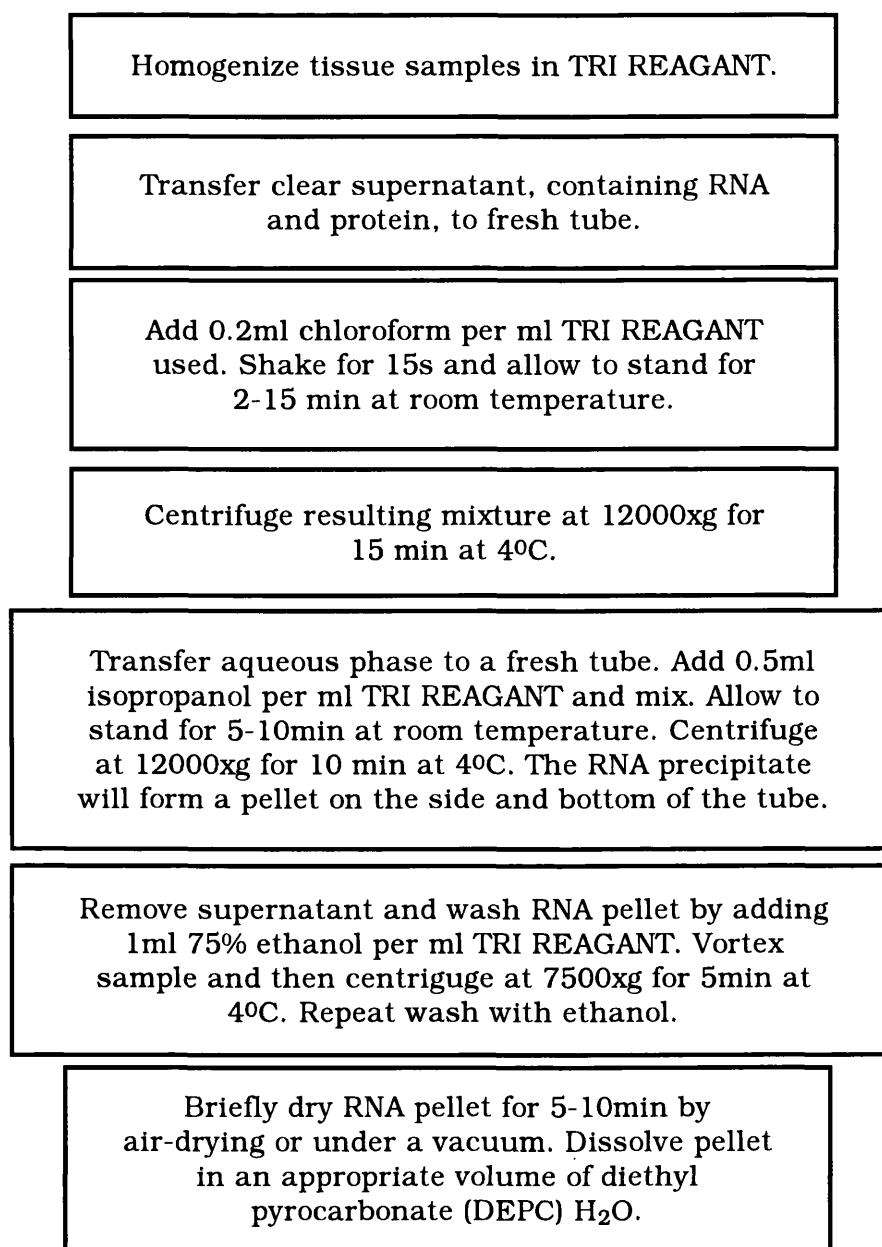 Homogenize tissue samples in TRI REAGANT.
Transfer clear supernatant, containing RNA
and protein, to fresh tube.
Add 0.2ml chloroform per ml TRI REAGANT
used. Shake for 15s and allow to stand for
2-15 min at room temperature.
Centrifuge resulting mixture at 12000xg for
15 min at 4ºC.
Transfer aqueous phase to a fresh tube. Add 0.5ml
isopropanol per ml TRI REAGANT and mix. Allow to
stand for 5-10min at room temperature. Centrifuge
at 12000xg for 10 min at 4ºC. The RNA precipitate
will form a pellet on the side and bottom of the tube.
Remove supernatant and wash RNA pellet by adding
1ml 75% ethanol per ml TRI REAGANT. Vortex
sample and then centriguge at 7500xg for 5min at
4ºC. Repeat wash with ethanol.
Briefly dry RNA pellet for 5-10min by
air-drying or under a vacuum. Dissolve pellet
in an appropriate volume of diethyl
pyrocarbonate (DEPC) H₂O.